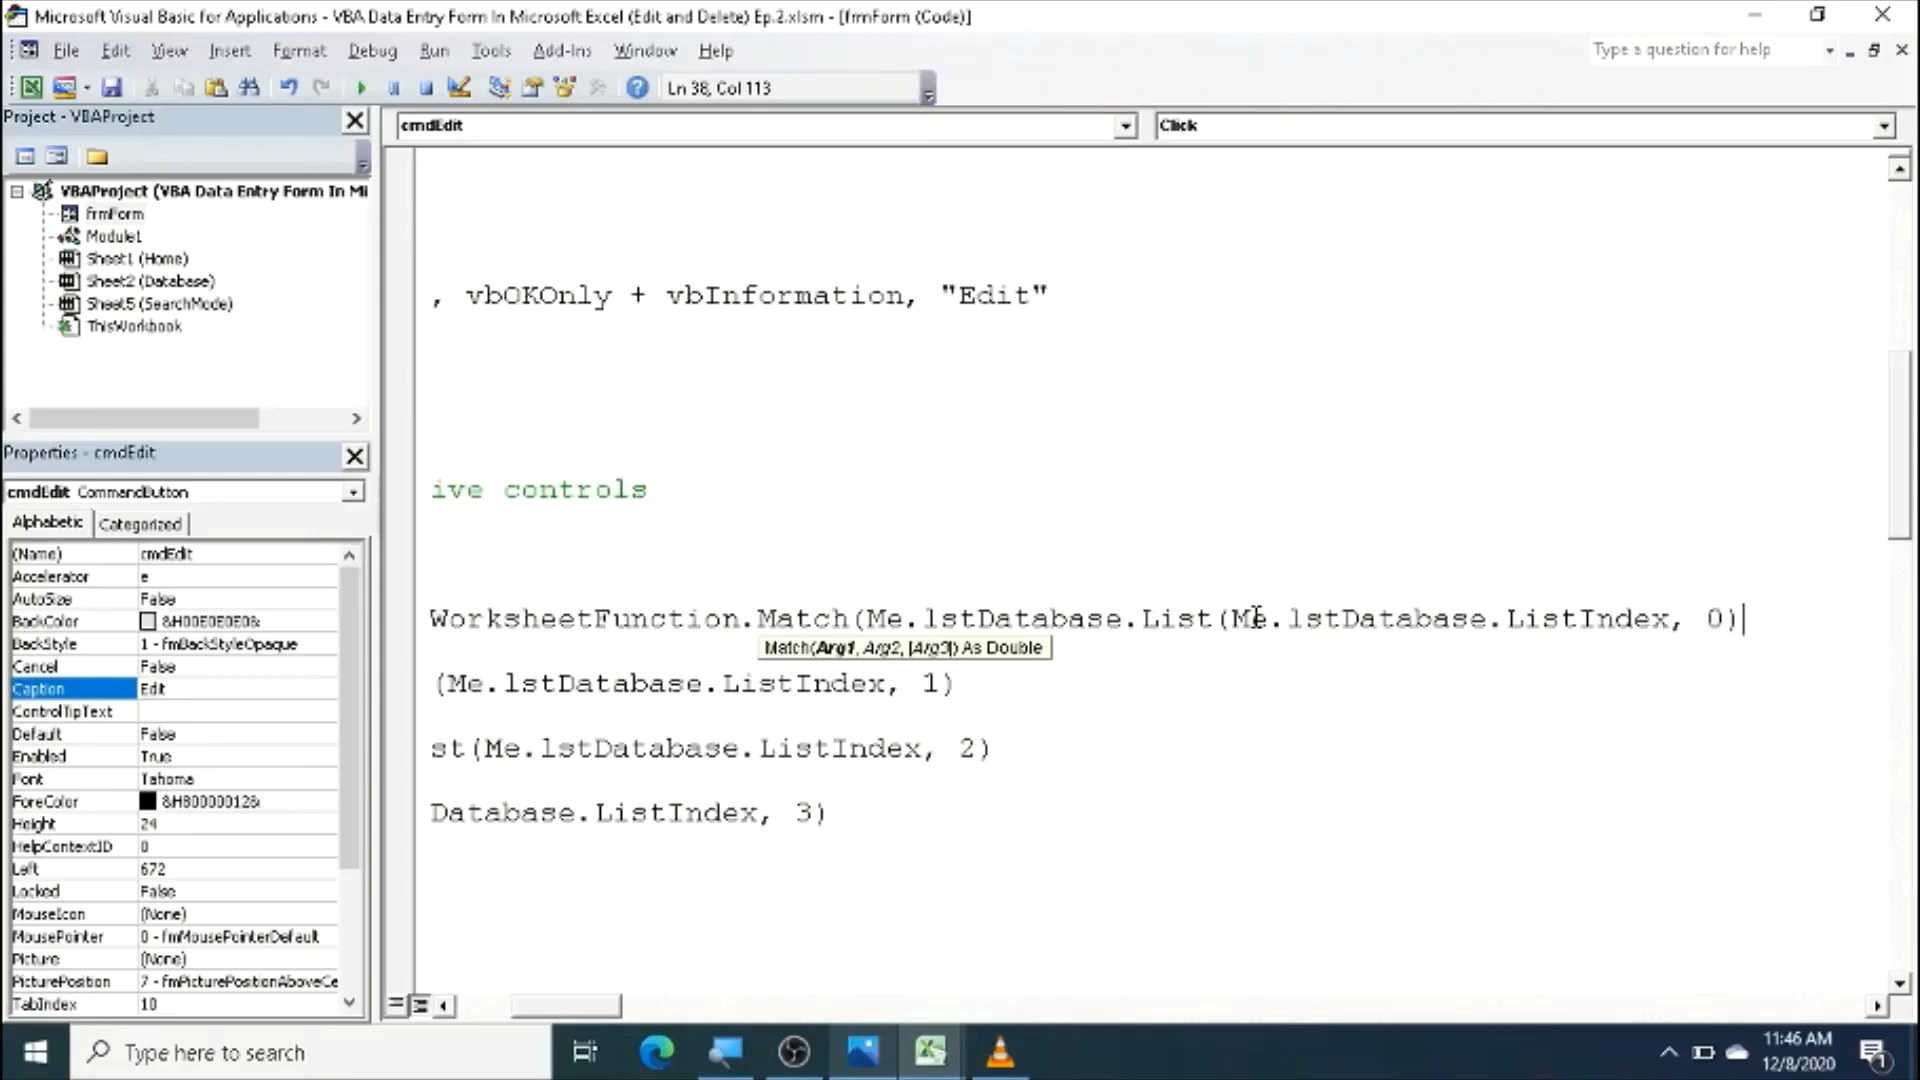 Microsoft Visual Basic for Applications - VBA Data Entry Form In Microsoft Excel (Edit and Delete) Ep.2.xlsm - [frmForm (Code)]
File Edit View Insert Format Debug Run Tools Add-Ins Window Help
Type a question for help
Ln 38, Col 113
Project - VBAProject
cmdEdit
Click
VBAProject (VBA Data Entry Form In Mi
frmForm
Module1
Sheet1 (Home)
Sheet2 (Database)
Sheet5 (SearchMode)
ThisWorkbook
, vbOKOnly + vbInformation, "Edit"
ive controls
WorksheetFunction.Match(Me.lstDatabase.List(Me.lstDatabase.ListIndex, 0)
Match(Arg1, Arg2, [Arg3]) As Double
(Me.lstDatabase.ListIndex, 1)
st(Me.lstDatabase.ListIndex, 2)
Database.ListIndex, 3)
Properties - cmdEdit
cmdEdit CommandButton
Alphabetic Categorized
(Name) cmdEdit
Accelerator e
AutoSize False
BackColor &H00E0E0E0&
BackStyle 1 - fmBackStyleOpaque
Cancel False
Caption Edit
ControlTipText
Default False
Enabled True
Font Tahoma
ForeColor &H80000012&
Height 24
HelpContextID 0
Left 672
Locked False
MouseIcon (None)
MousePointer 0 - fmMousePointerDefault
Picture (None)
PicturePosition 7 - fmPicturePositionAboveCe
TabIndex 10
Type here to search
11:46 AM
12/8/2020
1